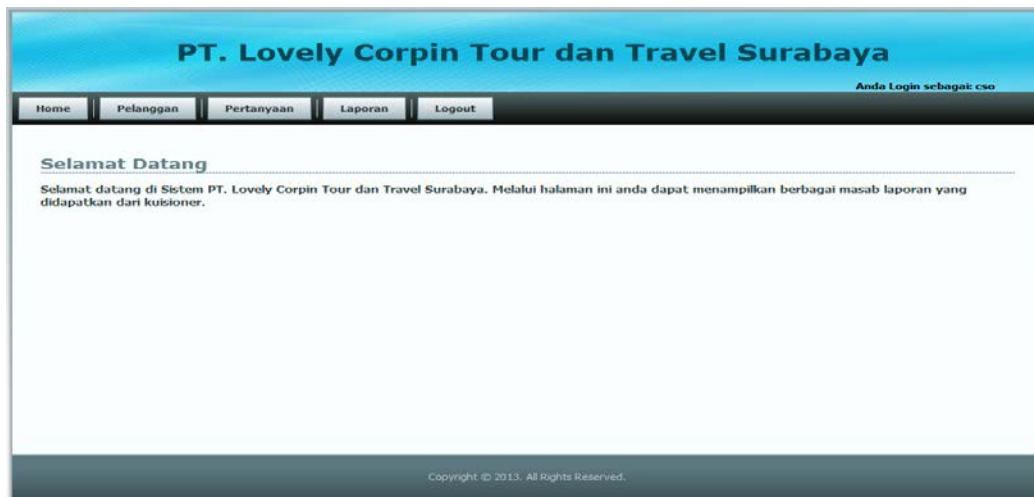 PT. Lovely Corpin Tour dan Travel Surabaya
Anda Login sebagai: cso
Home Pelanggan Pertanyaan Laporan Logout
Selamat Datang
Selamat datang di Sistem PT. Lovely Corpin Tour dan Travel Surabaya. Melalui halaman ini anda dapat menampilkan berbagai masab laporan yang
didapatkan dari kuisioner.
Copyright © 2013. All Rights Reserved.